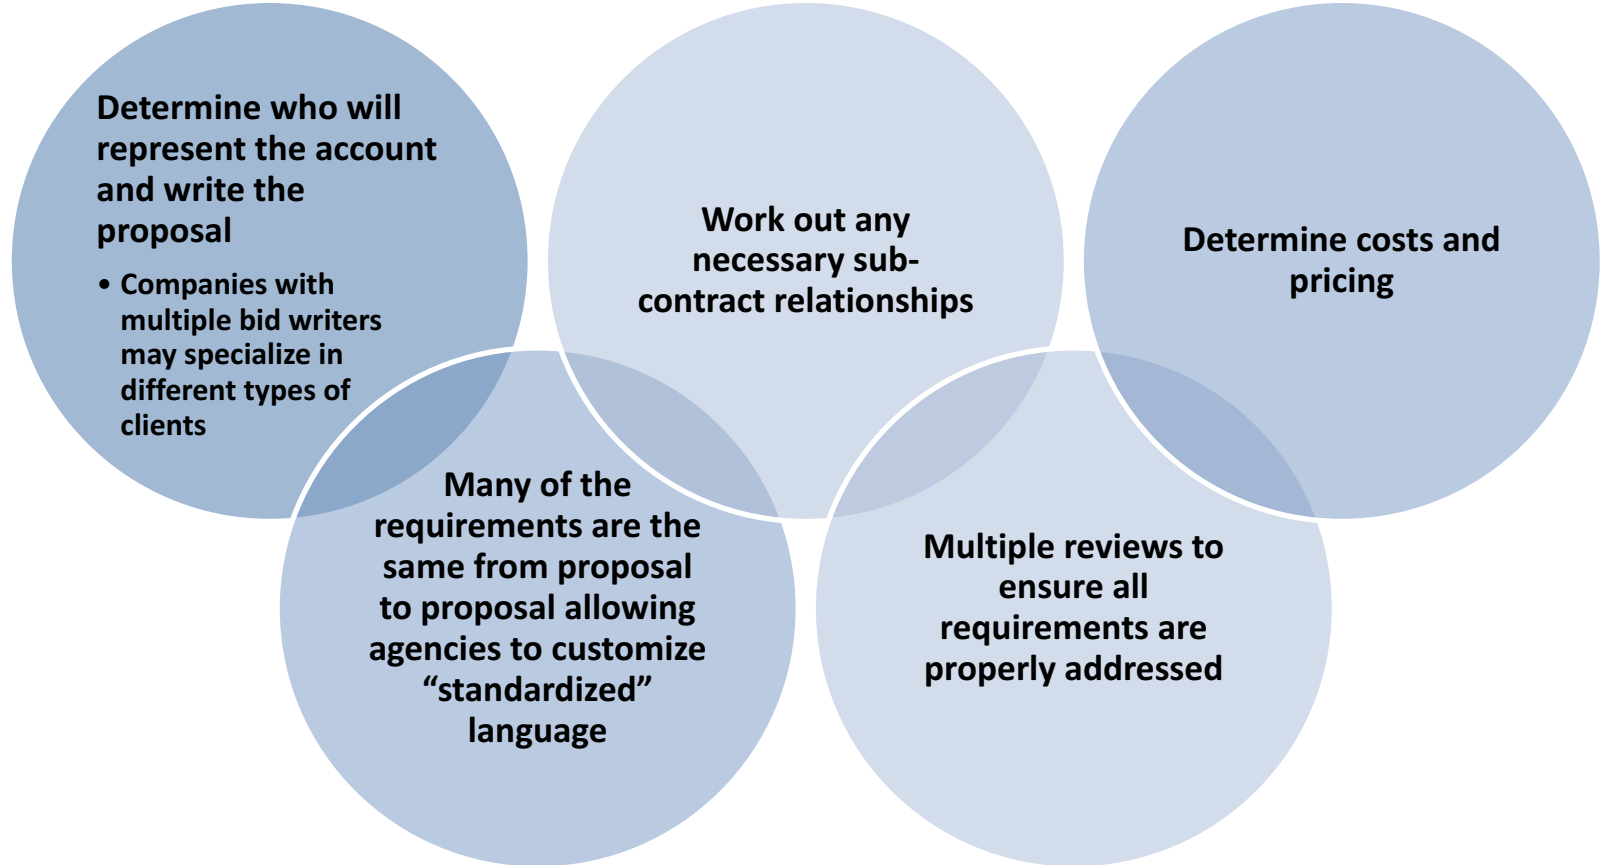 Determine who will
represent the account
and write the
proposal
• Companies with
multiple bid writers
may specialize in
different types of
clients
Many of the
requirements are the
same from proposal
to proposal allowing
agencies to customize
“standardized”
language
Work out any
necessary sub-
contract relationships
Multiple reviews to
ensure all
requirements are
properly addressed
Determine costs and
pricing